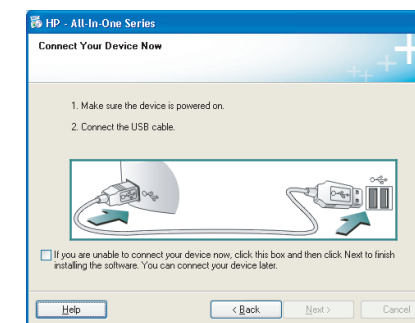 HP - All-In-One Series
Connect Your Device Now
1. Make sure the device is powered on.
2. Connect the USB cable.
If you are unable to connect your device now, click this box and then click Next to finish
installing the software. You can connect your device later.
Help
< Back
Next >
Cancel